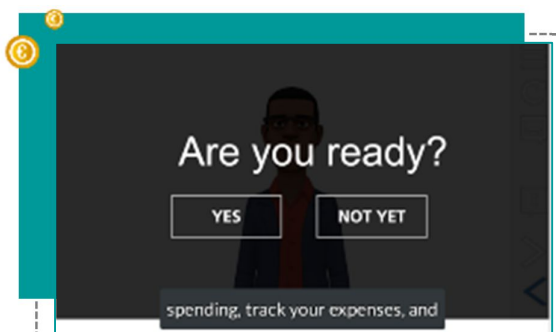 Are you ready?
YES NOT YET
spending, track your expenses, and